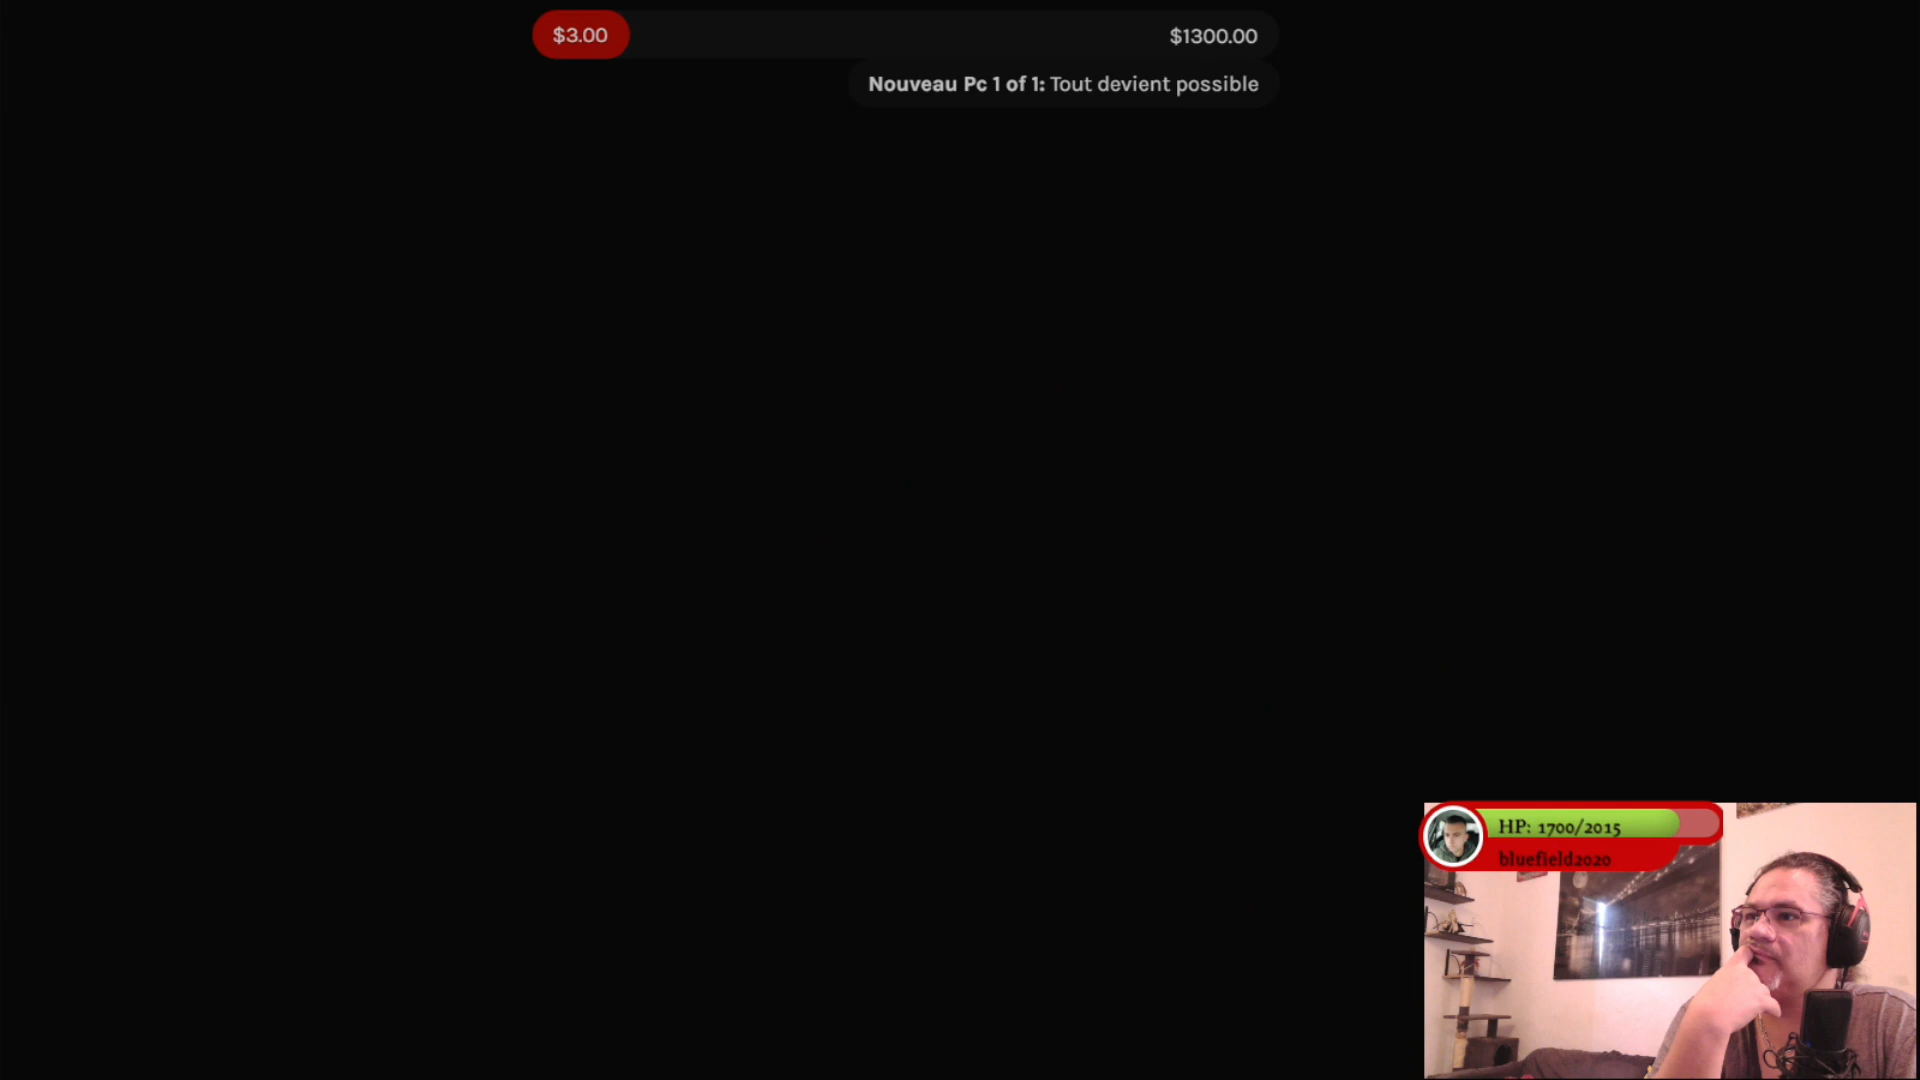 $3.00 $1300.00
Nouveau Pc 1 of 1: Tout devient possible
HP: 1700/2015
bluefield2020